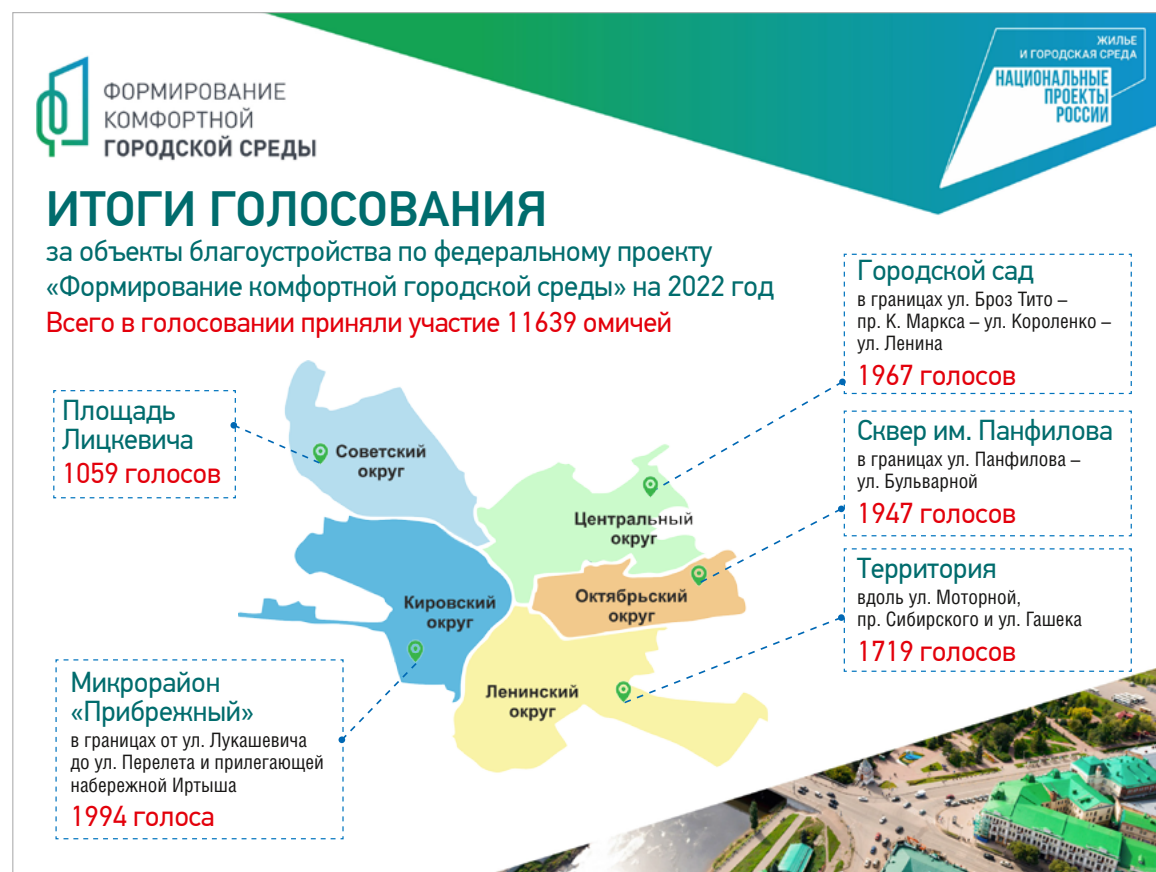 ФОРМИРОВАНИЕ
КОМФОРТНОЙ
ГОРОДСКОЙ СРЕДЫ
ЖИЛЬЕ
И ГОРОДСКАЯ СРЕДА
НАЦИОНАЛЬНЫЕ
ПРОЕКТЫ
РОССИИ
ИТОГИ ГОЛОСОВАНИЯ
за объекты благоустройства по федеральному проекту
«Формирование комфортной городской среды» на 2022 год
Всего в голосовании приняли участие 11639 омичей
Городской сад
в границах ул. Броз Тито –
пр. К. Маркса – ул. Короленко –
ул. Ленина
1967 голосов
Площадь
Лицкевича
1059 голосов
Сквер им. Панфилова
в границах ул. Панфилова –
ул. Бульварной
1947 голосов
Территория
вдоль ул. Моторной,
пр. Сибирского и ул. Гашека
1719 голосов
Микрорайон
«Прибрежный»
в границах от ул. Лукашевича
до ул. Перелета и прилегающей
набережной Иртыша
1994 голоса
Советский
округ
Центральный
округ
Кировский
округ
Октябрьский
округ
Ленинский
округ